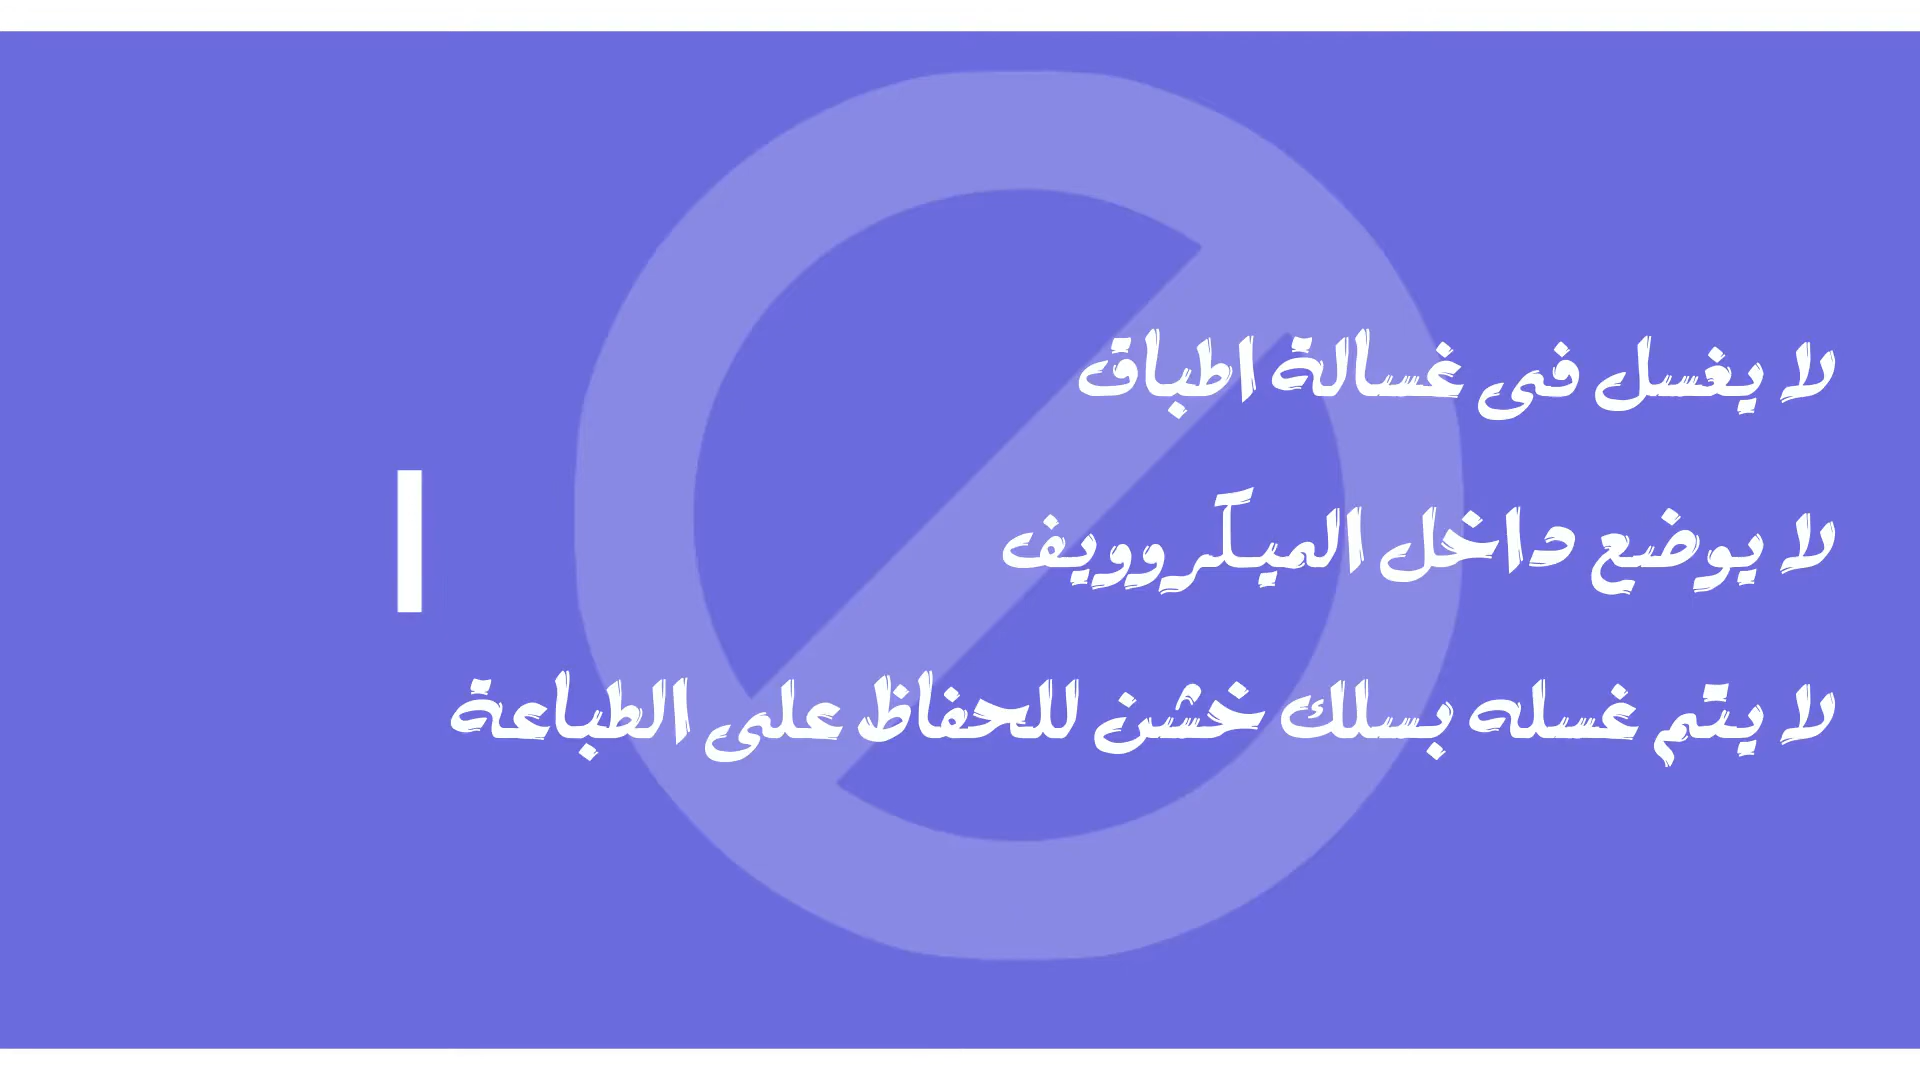 لا يغسل فى غسالة اطباق
لا يوضع داخل الميكروويف
لا يتم غسله بسلك خشن للحفاظ على الطباعة